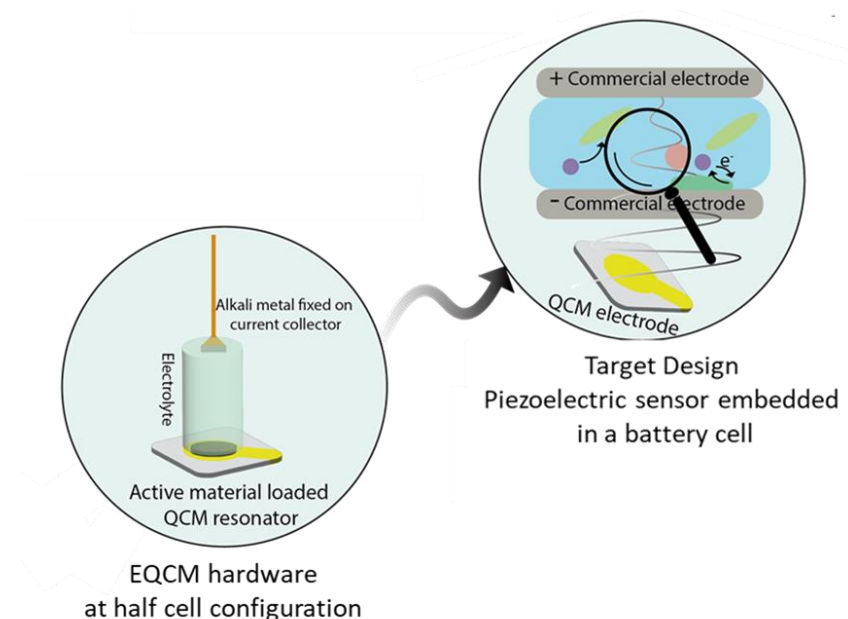 + Commercial electrode
e-
- Commercial electrode
QCM electrode
Target Design
Piezoelectric sensor embedded
in a battery cell
Alkali metal fixed on
current collector
Electrolyte
Active material loaded
QCM resonator
EQCM hardware
at half cell configuration